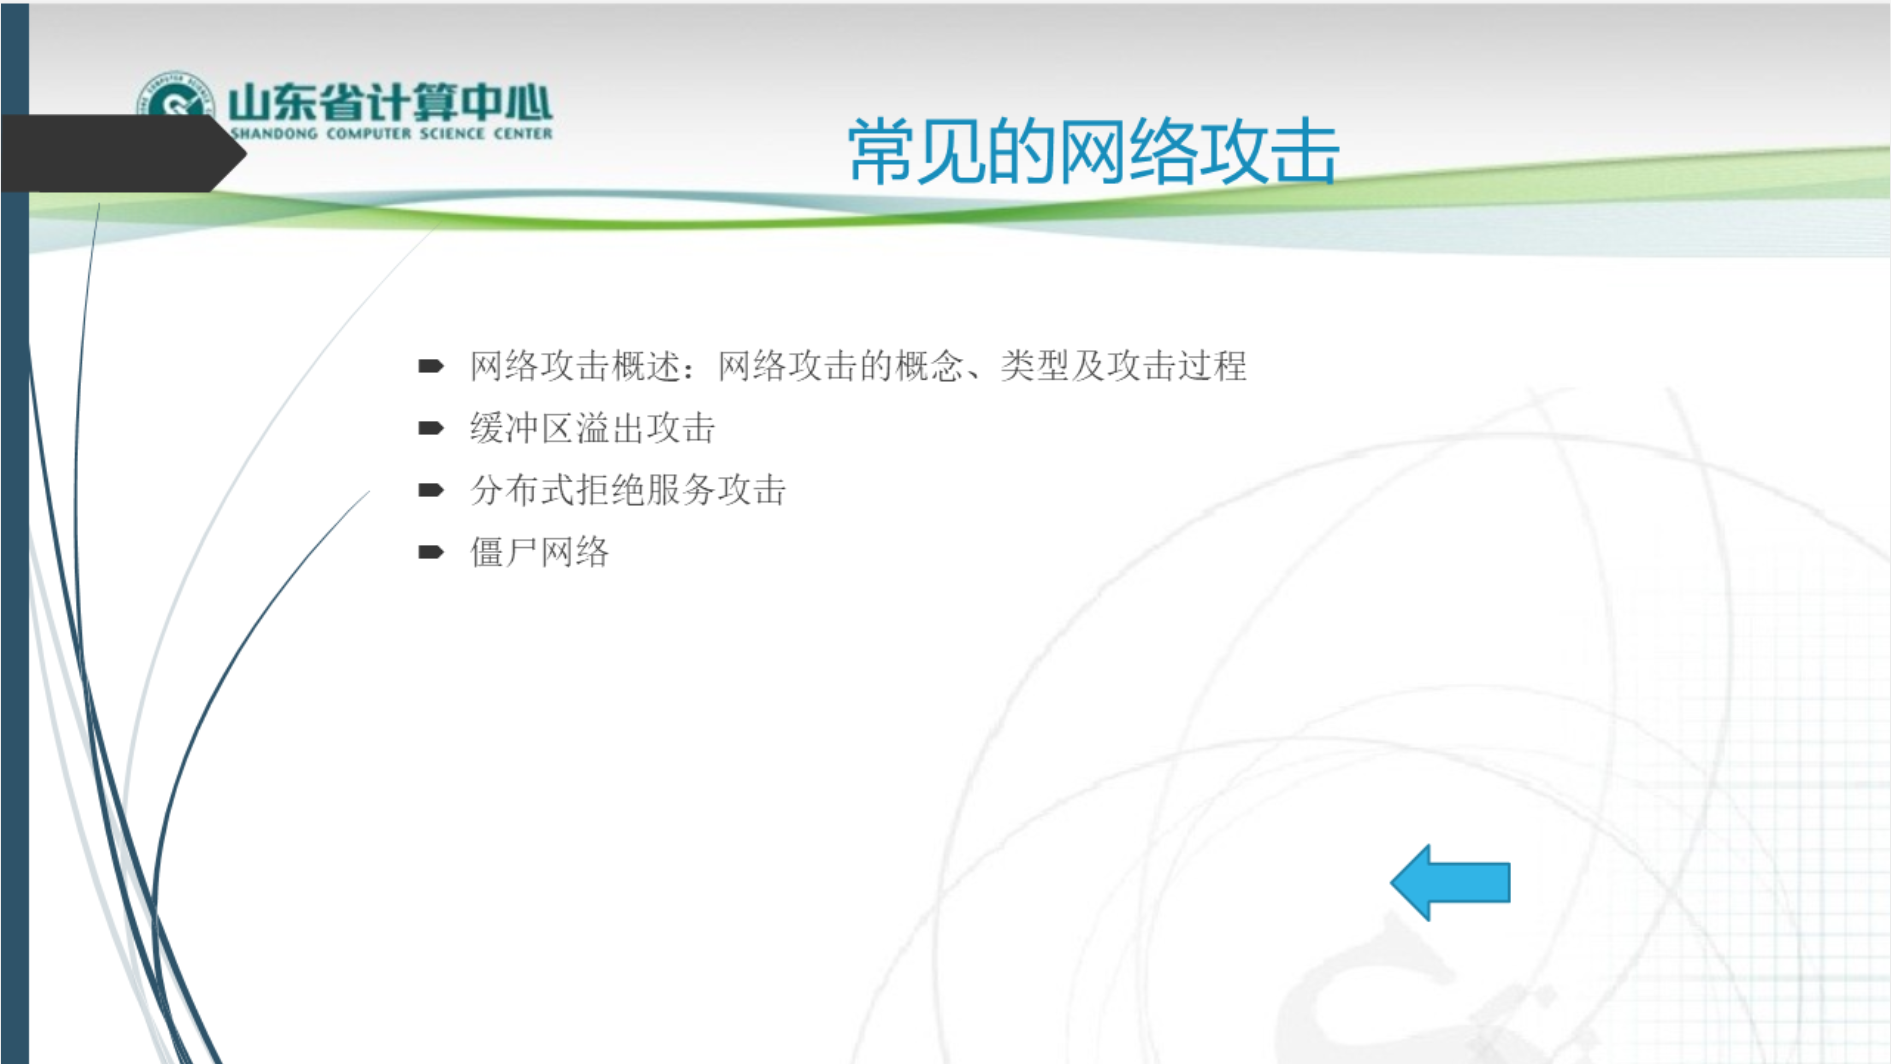 山东省计算中心
SHANDONG COMPUTER SCIENCE CENTER
常见的网络攻击
网络攻击概述：网络攻击的概念、类型及攻击过程
缓冲区溢出攻击
分布式拒绝服务攻击
僵尸网络